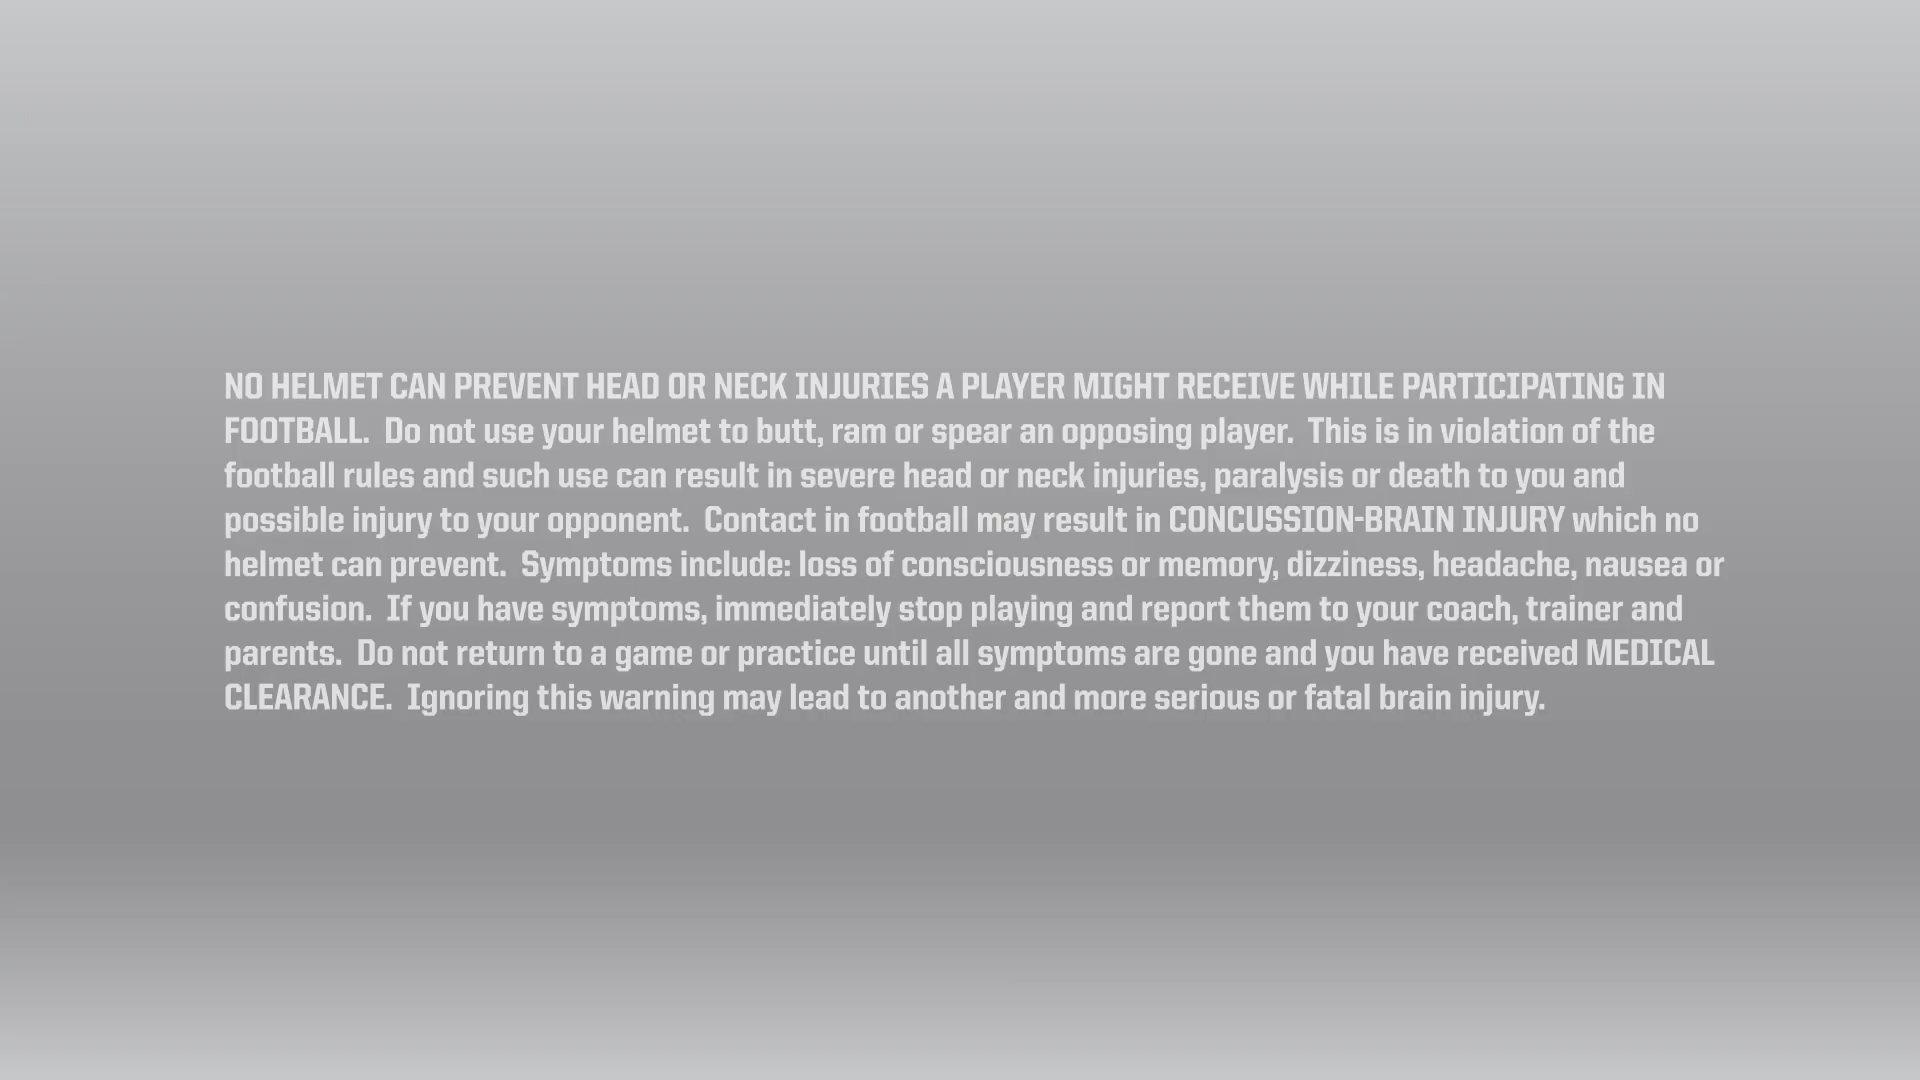 NO HELMET CAN PREVENT HEAD OR NECK INJURIES A PLAYER MIGHT RECEIVE WHILE PARTICIPATING IN
FOOTBALL.  Do not use your helmet to butt, ram or spear an opposing player.  This is in violation of the
football rules and such use can result in severe head or neck injuries, paralysis or death to you and
possible injury to your opponent.  Contact in football may result in CONCUSSION-BRAIN INJURY which no
helmet can prevent.  Symptoms include: loss of consciousness or memory, dizziness, headache, nausea or
confusion.  If you have symptoms, immediately stop playing and report them to your coach, trainer and
parents.  Do not return to a game or practice until all symptoms are gone and you have received MEDICAL
CLEARANCE.  Ignoring this warning may lead to another and more serious or fatal brain injury.